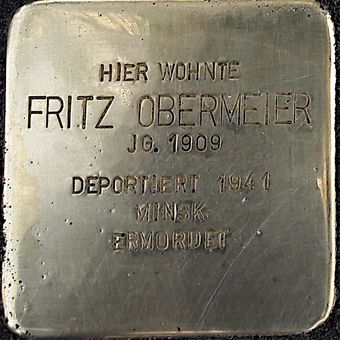 HIER WOHNTE
FRITZ OBERMEIER
JG. 1909
DEPORTIERT 1941
MINSK
ERMORDET